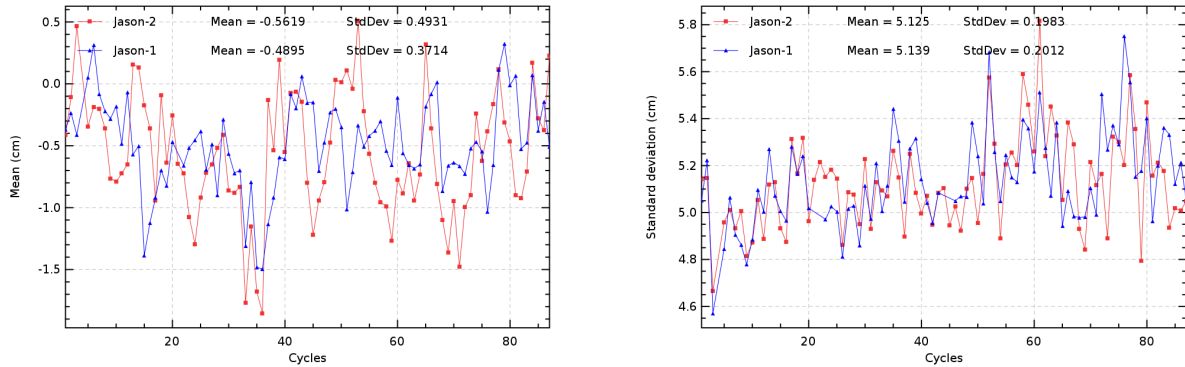 Jason-2 Mean = -0.5619 StdDev = 0.4931
Jason-1 Mean = -0.4895 StdDev = 0.3714
0.5
0.0
-0.5
-1.0
-1.5
Mean (cm)
20 40 60 80
Cycles
Jason-2 Mean = 5.125 StdDev = 0.1983
Jason-1 Mean = 5.139 StdDev = 0.2012
5.8
5.6
5.4
5.2
5.0
4.8
4.6
Standard deviation (cm)
20 40 60 80
Cycles